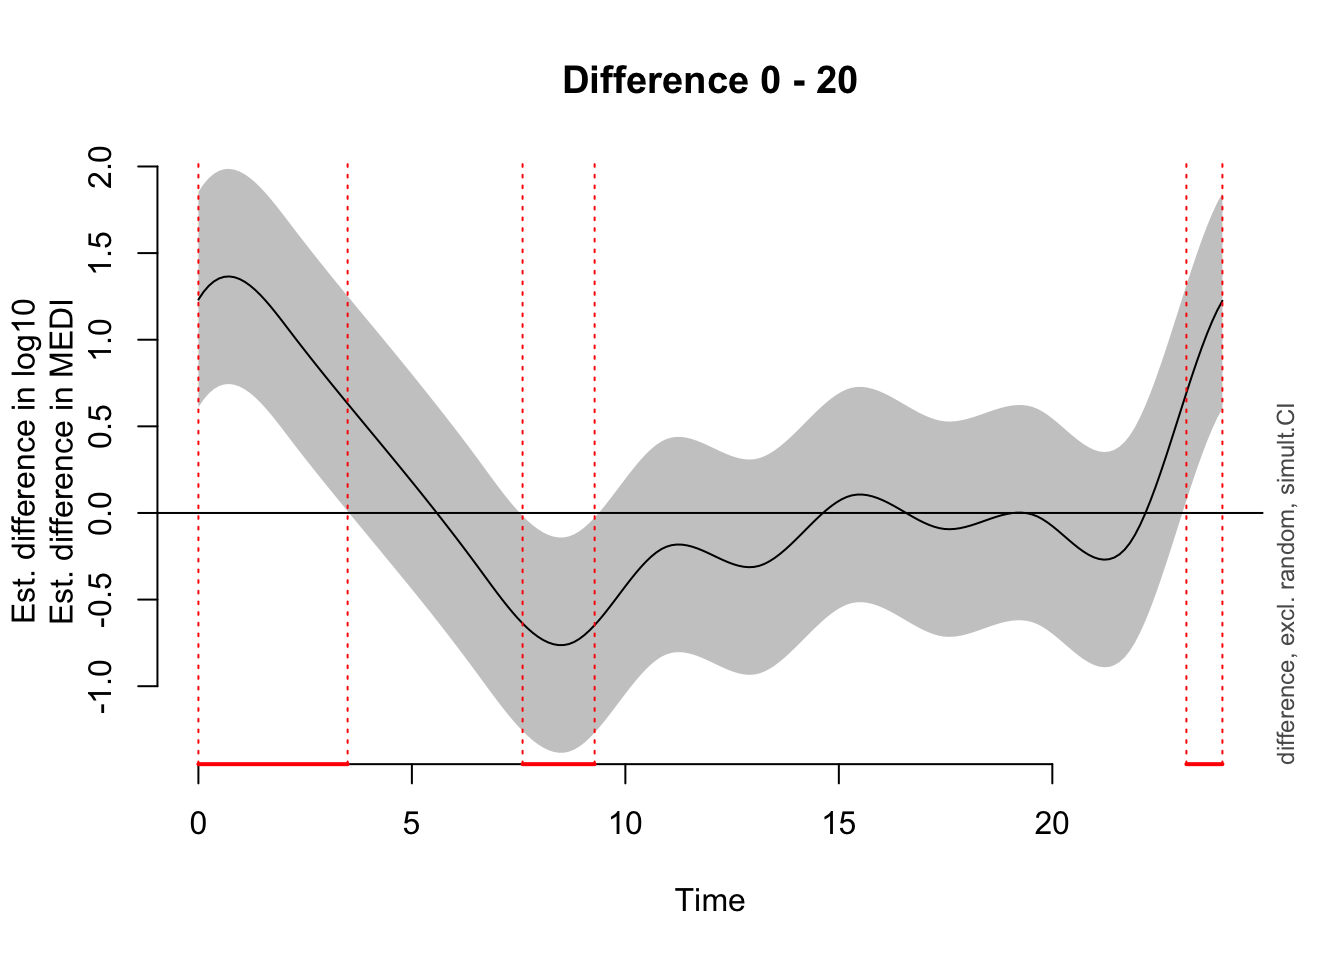 Difference 0 - 20
Est. difference in log10
Est. difference in MEDI
2.0
1.5
1.0
0.5
0.0
-0.5
-1.0
0 5 10 15 20
Time
difference, excl. random, simult.CI